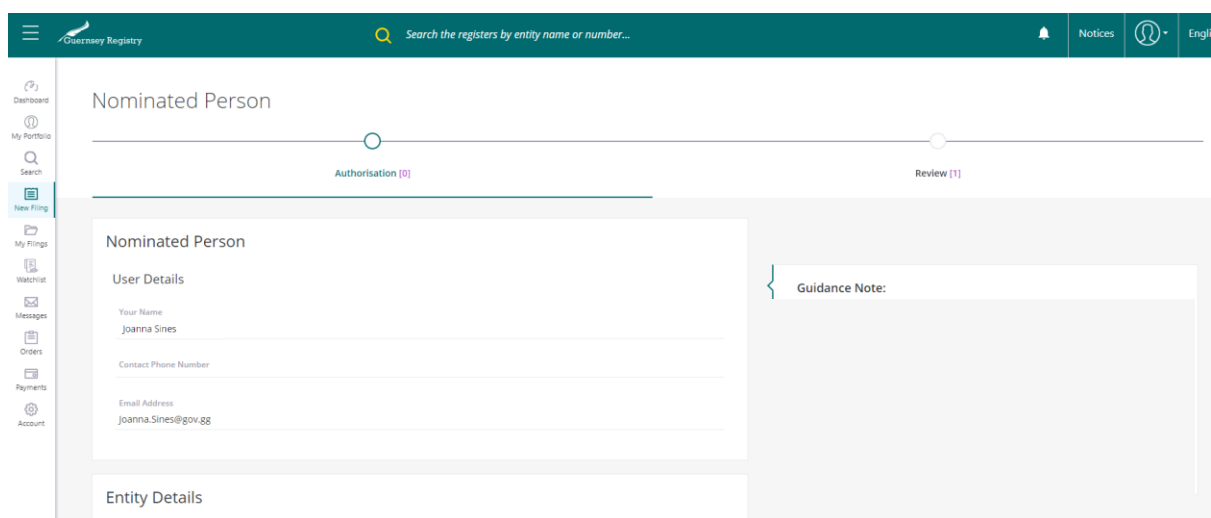 Guernsey Registry
Search the registers by entity name or number...
Notices
Engli
Dashboard
My Portfolio
Search
New Filing
My Filings
Watchlist
Messages
Orders
Payments
Account
Nominated Person
Authorisation [0]
Review [1]
Nominated Person
User Details
Your Name
Joanna Sines
Contact Phone Number
Email Address
Joanna.Sines@gov.gg
Entity Details
Guidance Note: